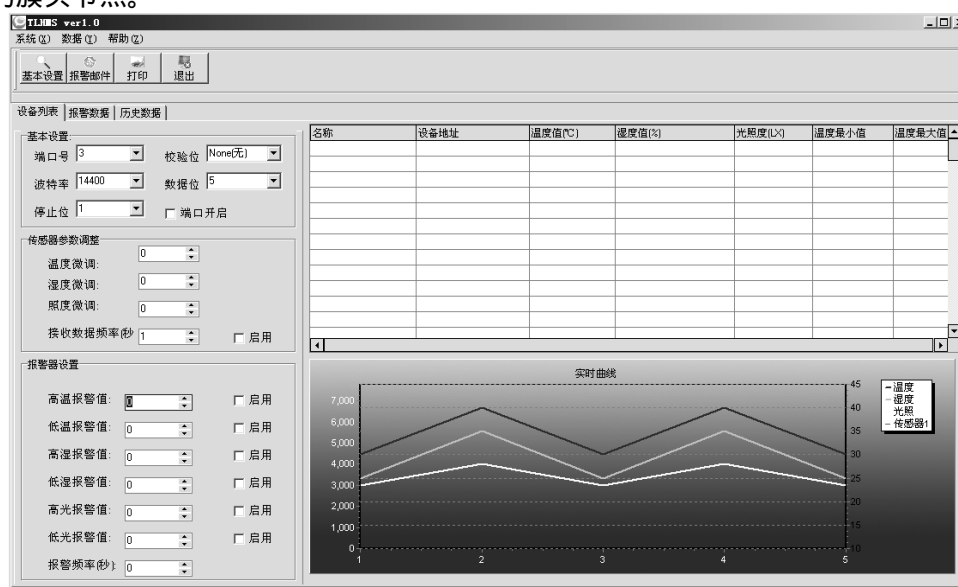 的簇头节点。
TLHMS ver1.0
系统(X) 数据(Y) 帮助(Z)
基本设置 报警邮件 打印 退出
设备列表 报警数据 历史数据
基本设置:
端口号 3 校验位 None(无)
波特率 14400 数据位 5
停止位 1 端口开启
传感器参数调整
温度微调: 0
湿度微调: 0
照度微调: 0
接收数据频率(秒 1 启用
报警器设置
高温报警值: 0 启用
低温报警值: 0 启用
高湿报警值: 0 启用
低湿报警值: 0 启用
高光报警值: 0 启用
低光报警值: 0 启用
报警频率(秒): 0
名称 设备地址 温度值(℃) 湿度值(%) 光照度(LX) 温度最小值 温度最大值
实时曲线
7,000
6,000
5,000
4,000
3,000
2,000
1,000
0
45
40
35
30
25
20
15
10
1 2 3 4 5
温度
湿度
光照
传感器1